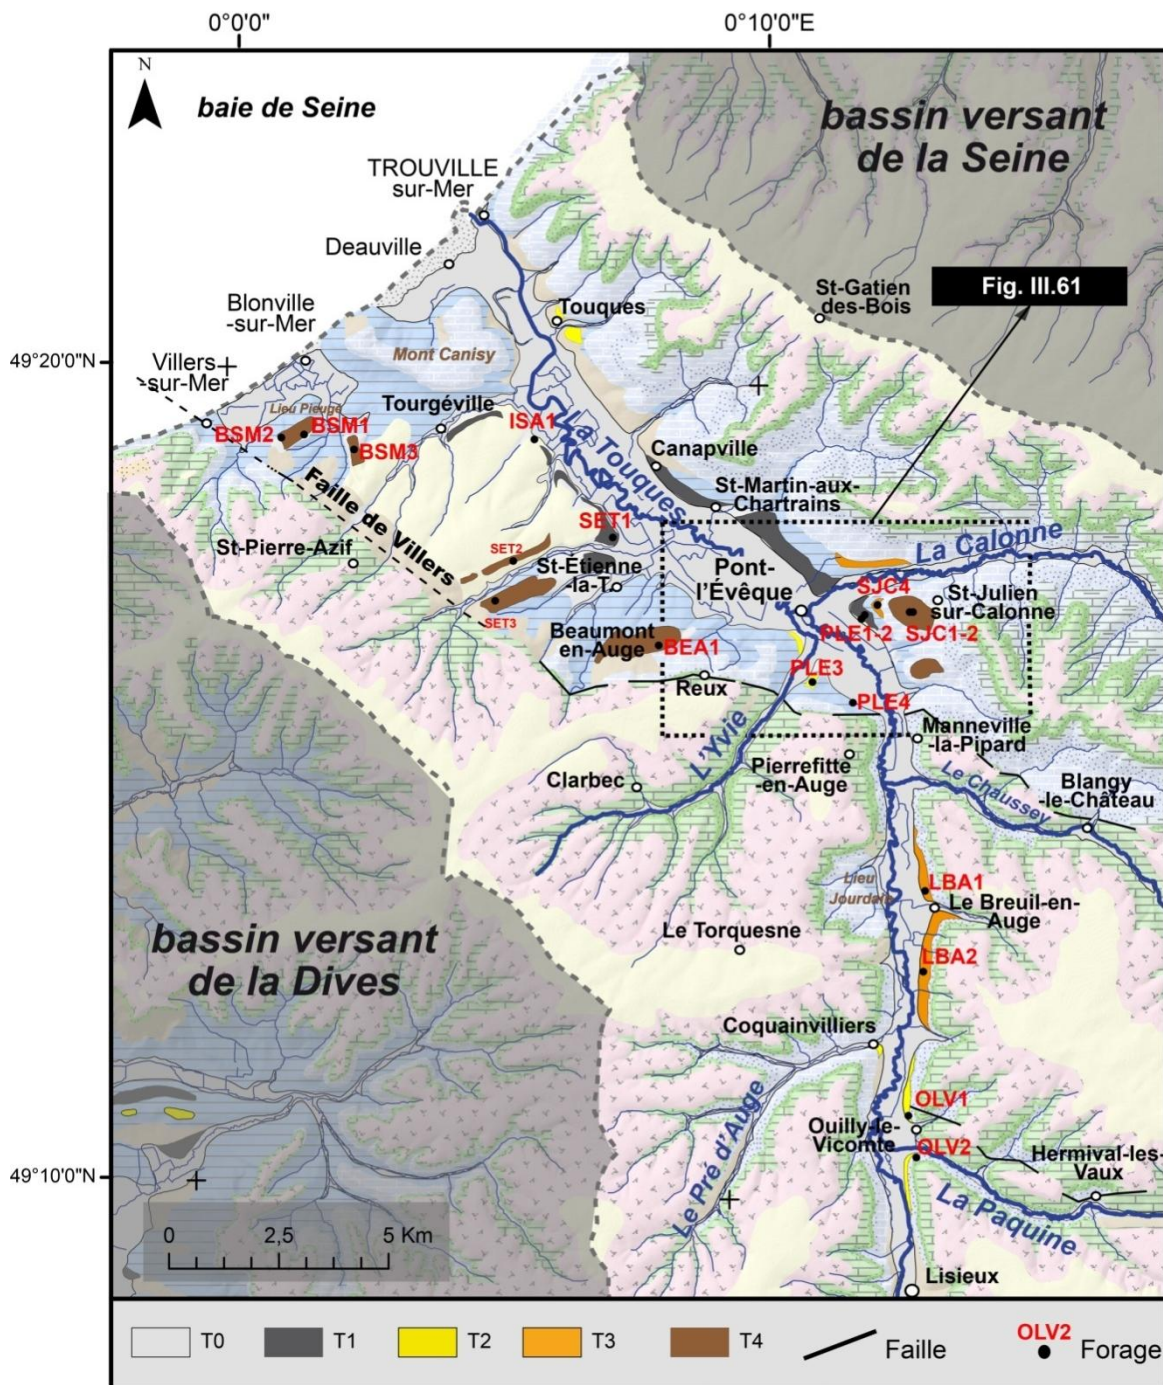 0°0'0"
0°10'0"E
N
baie de Seine
bassin versant
de la Seine
TROUVILLE
sur-Mer
Deauville
Blonville
-sur-Mer
Touques
St-Gatien
des-Bois
Fig. III.61
49°20'0"N
Villers
-sur-Mer
Mont Canisy
Lieu Pieugé
Tourgéville
ISA1
BSM2
BSM1
BSM3
La Touques
Canapville
St-Martin-aux-
Chartrains
Faille de Villers
SET1
St-Pierre-Azif
SET2
St-Étienne
-la-T.
SET3
La Calonne
Pont-
l'Évêque
SJC4
St-Julien
sur-Calonne
PLE1-2
SJC1-2
Beaumont
en-Auge
BEA1
PLE3
Reux
PLE4
L'Yvie
Manneville
-la-Pipard
Pierrefitte
-en-Auge
Clarbec
Le Chaussey
Blangy
-le-Château
Lieu
Jourdain
LBA1
Le Breuil-en-
Auge
bassin versant
de la Dives
Le Torquesne
LBA2
Coquainvilliers
Le Pré d'Auge
OLV1
Ouilly-le-
Vicomte
OLV2
Hermival-les-
Vaux
49°10'0"N
La Paquine
0
2,5
5 Km
Lisieux
T0
T1
T2
T3
T4
Faille
OLV2
Forage